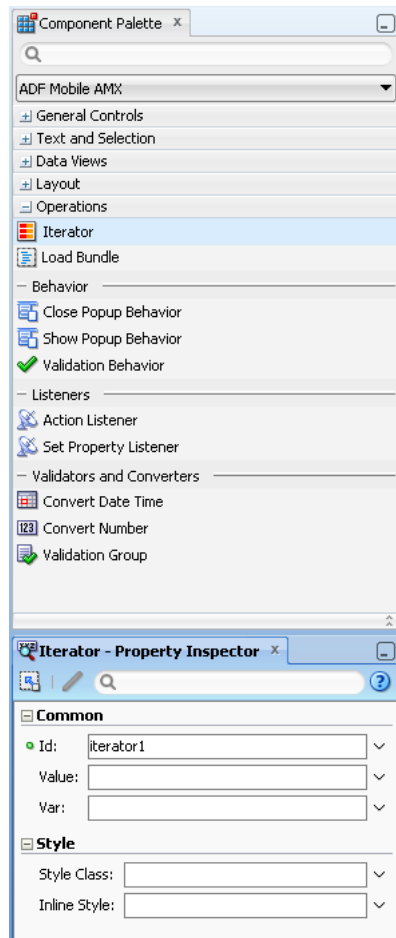 Component Palette
ADF Mobile AMX
General Controls
Text and Selection
Data Views
Layout
Operations
Iterator
Load Bundle
Behavior
Close Popup Behavior
Show Popup Behavior
Validation Behavior
Listeners
Action Listener
Set Property Listener
Validators and Converters
Convert Date Time
123 Convert Number
Validation Group
Iterator - Property Inspector
Common
Id: iterator1
Value:
Var:
Style
Style Class:
Inline Style: